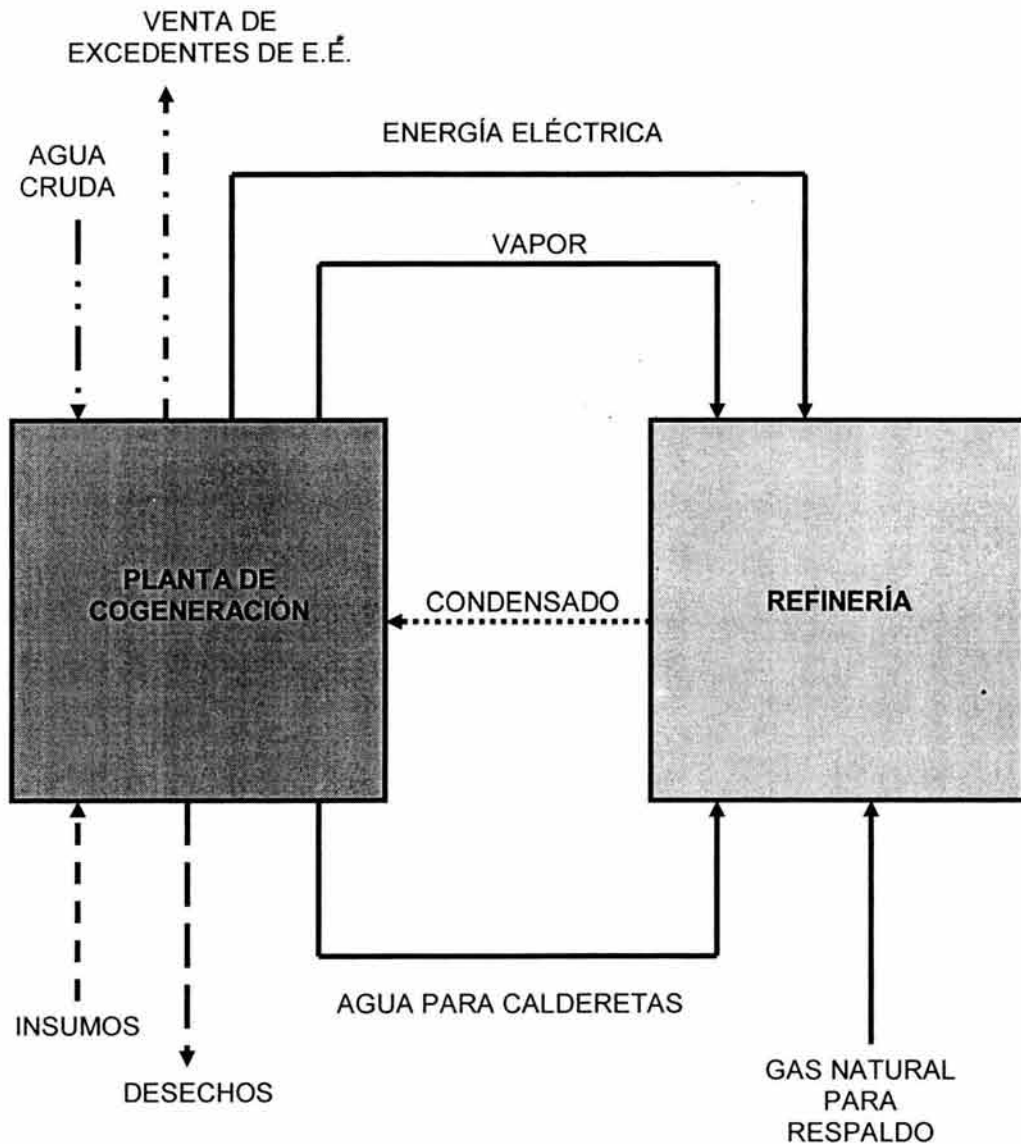 VENTA DE
EXCEDENTES DE E.É.
ENERGÍA ELÉCTRICA
AGUA
CRUDA
VAPOR
PLANTA DE
COGENERACIÓN
CONDENSADO
REFINERÍA
AGUA PARA CALDERETAS
INSUMOS
DESECHOS
GAS NATURAL
PARA
RESPALDO